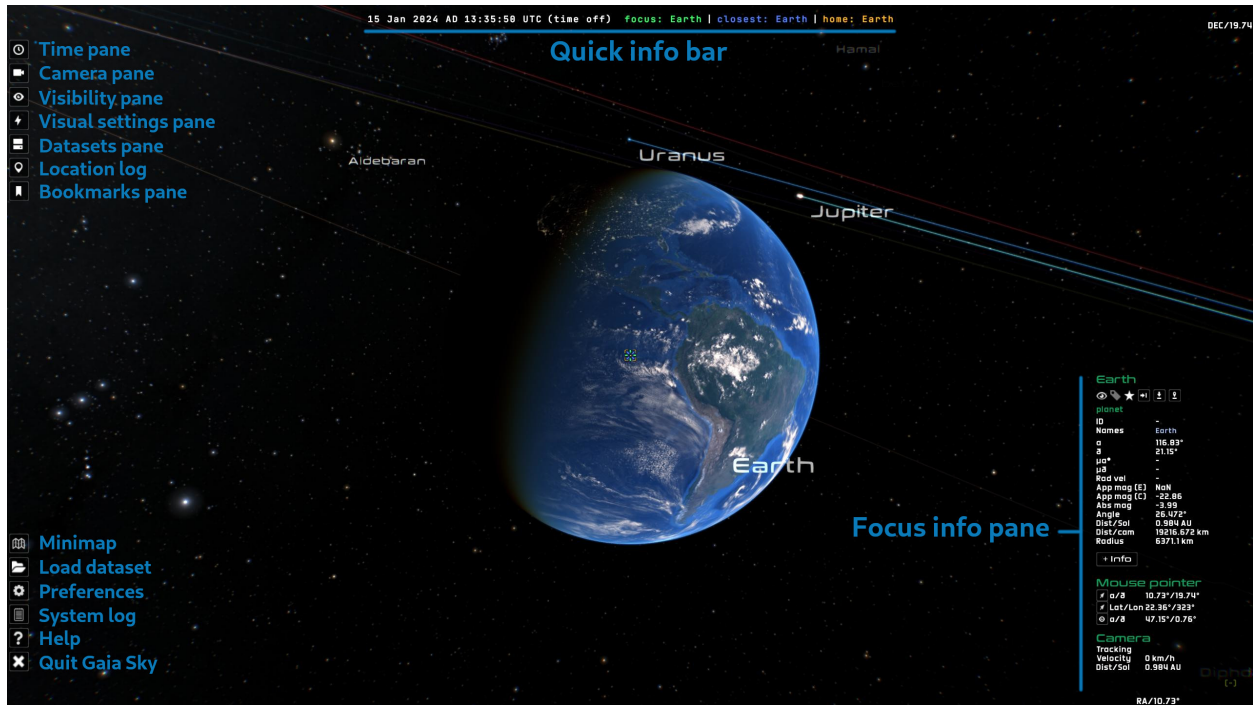 15 Jan 2024 AD 13:35:50 UTC (time off) focus: Earth | closest: Earth | home: Earth
DEC/19.74
Quick info bar
Hamal
Time pane
Camera pane
Visibility pane
Visual settings pane
Datasets pane
Location log
Bookmarks pane
Aldebaran
Uranus
Jupiter
Earth
Focus info pane
Earth
planet
ID -
Names Earth
α 116.83°
δ 21.15°
μα* -
μδ -
Rad vel -
App mag (E) NaN
App mag (C) -22.86
Abs mag -3.99
Angle 26.472°
Dist/Sol 0.984 AU
Dist/cam 19216.672 km
Radius 6371.1 km
+ Info
Mouse pointer
α/δ 10.73°/19.74°
Lat/Lon 22.36°/323°
α/δ 47.15°/0.76°
Camera
Tracking
Velocity 0 km/h
Dist/Sol 0.984 AU
Diphd
[-]
RA/10.73°
Minimap
Load dataset
Preferences
System log
? Help
Quit Gaia Sky